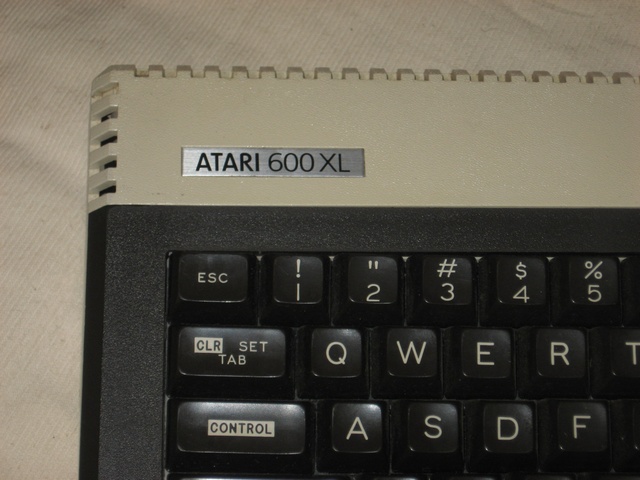 ATARI 600XL
ESC ! 1 " 2 # 3 $ 4 % 5
CLR SET TAB Q W E R T
CONTROL A S D F